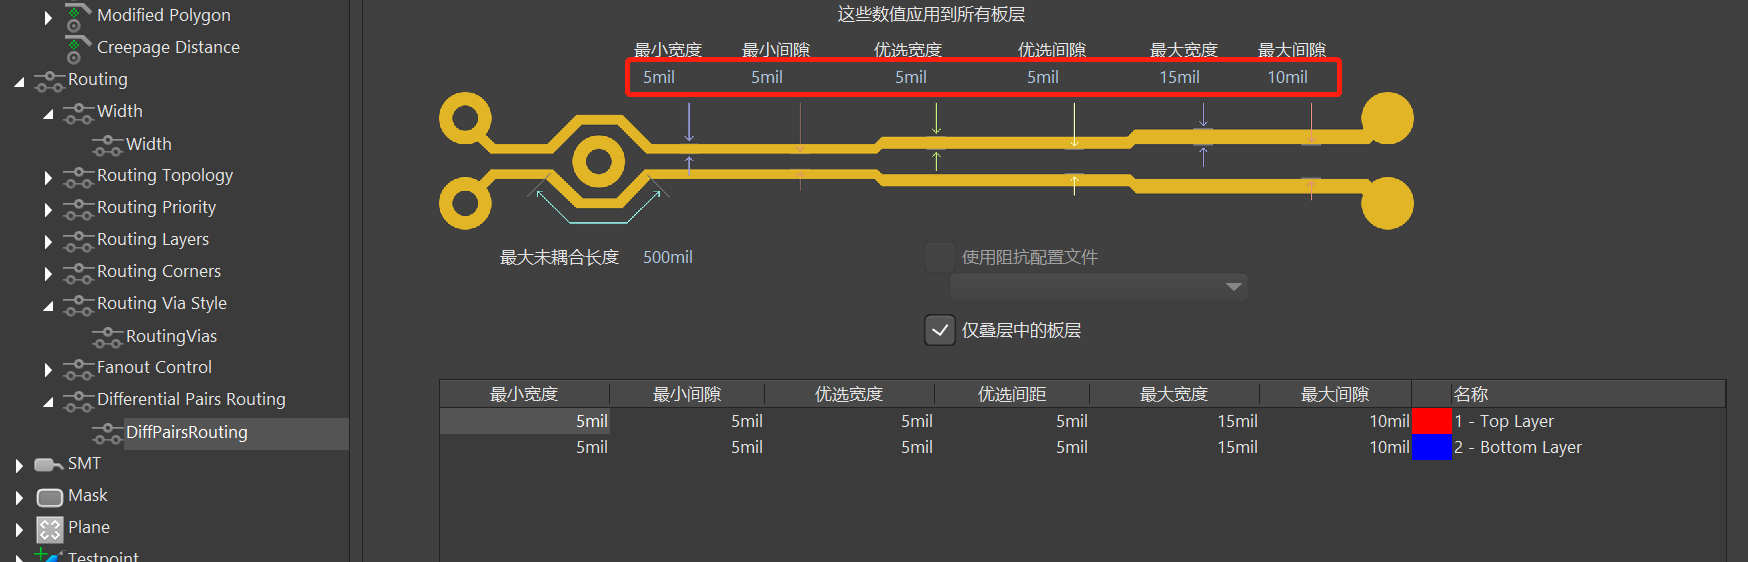 Modified Polygon
Creepage Distance
Routing
Width
Width
Routing Topology
Routing Priority
Routing Layers
Routing Corners
Routing Via Style
RoutingVias
Fanout Control
Differential Pairs Routing
DiffPairsRouting
SMT
Mask
Plane
Testpoint
这些数值应用到所有板层
最小宽度 最小间隙 优选宽度 优选间隙 最大宽度 最大间隙
5mil 5mil 5mil 5mil 15mil 10mil
最大未耦合长度 500mil
使用阻抗配置文件
仅叠层中的板层
最小宽度 最小间隙 优选宽度 优选间距 最大宽度 最大间隙 名称
5mil 5mil 5mil 5mil 15mil 10mil 1 - Top Layer
5mil 5mil 5mil 5mil 15mil 10mil 2 - Bottom Layer